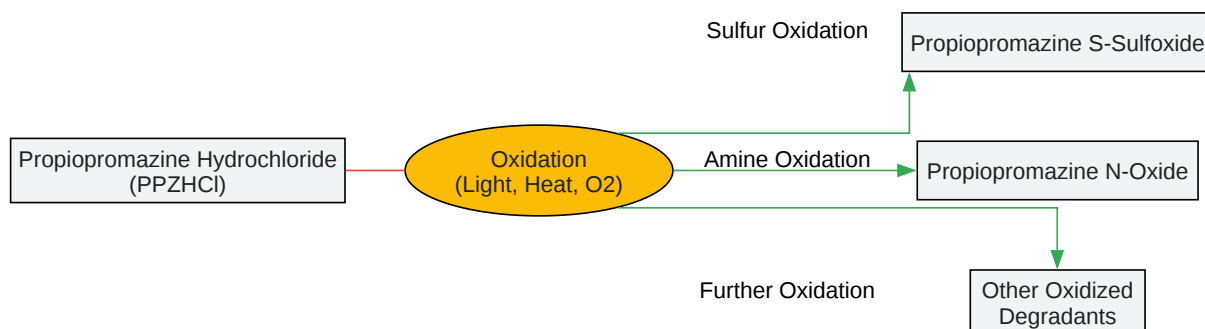 Sulfur Oxidation
Propiopromazine S-Sulfoxide
Propiopromazine Hydrochloride
(PPZHCl)
Oxidation
(Light, Heat, O2)
Amine Oxidation
Propiopromazine N-Oxide
Further Oxidation
Other Oxidized
Degradants